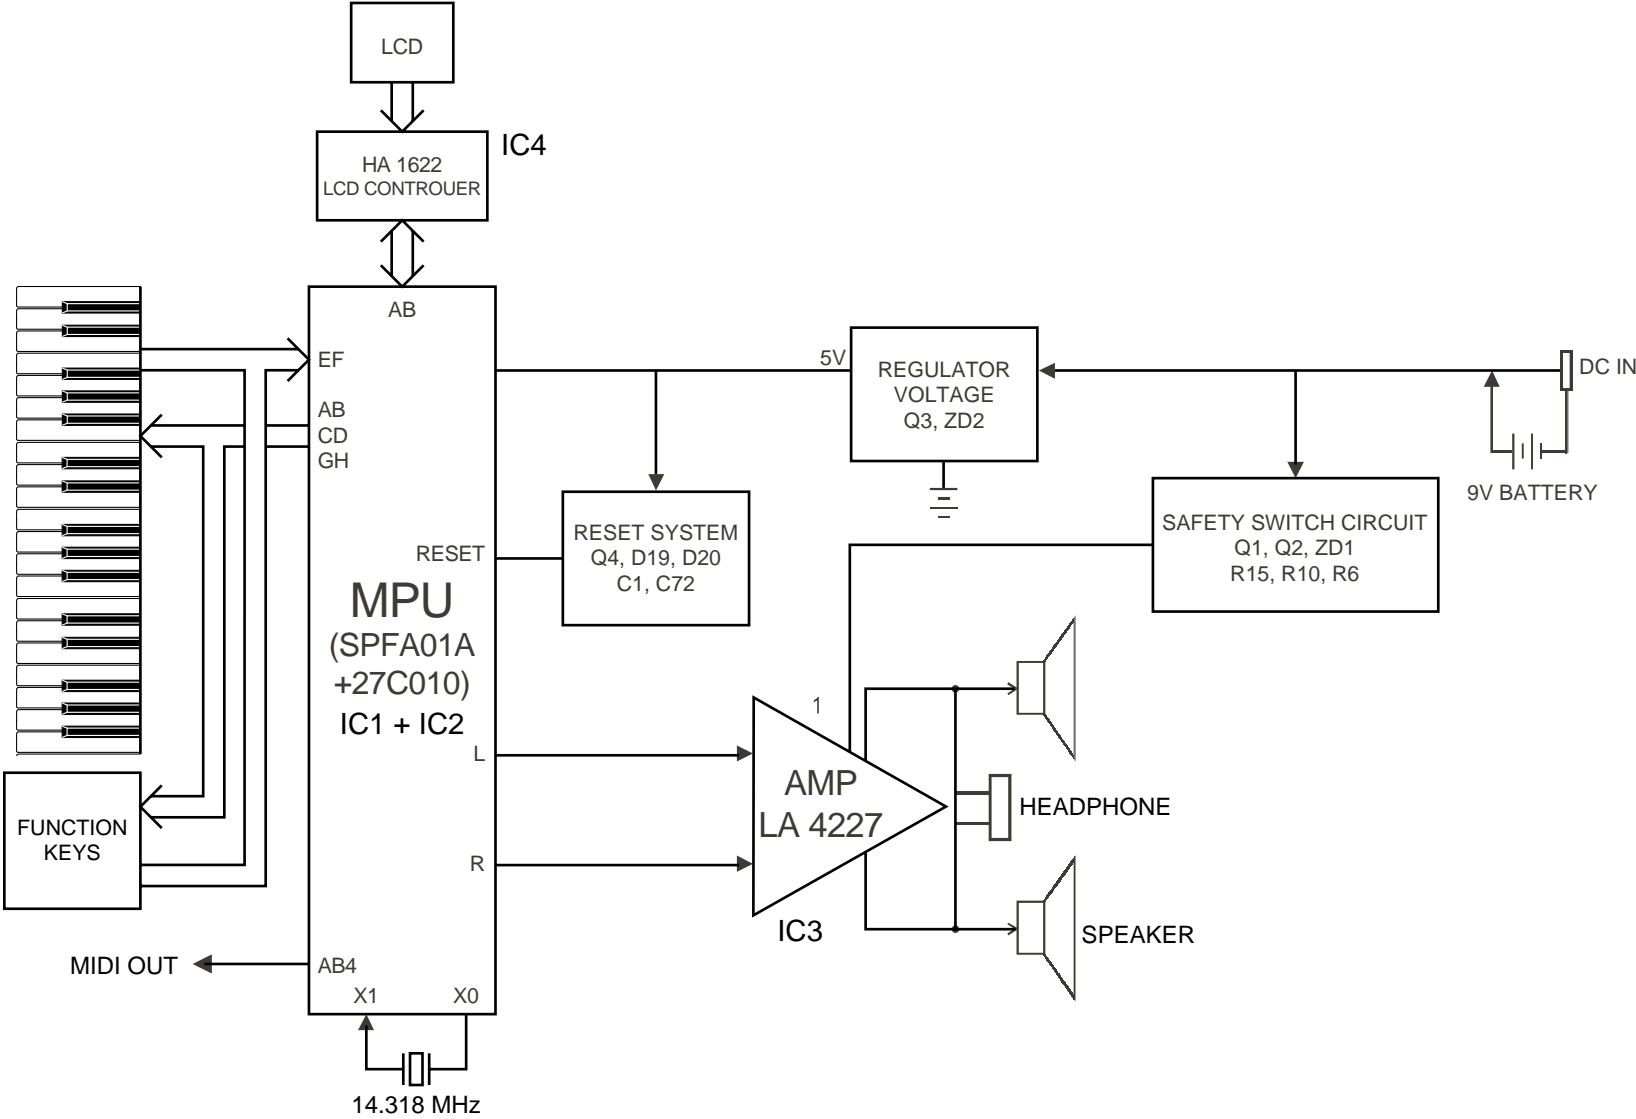 LCD
HA 1622
LCD CONTROUER
IC4
AB
EF
AB
CD
GH
RESET
MPU
(SPFA01A
+27C010)
IC1 + IC2
L
R
AB4
X1
X0
14.318 MHz
MIDI OUT
FUNCTION
KEYS
5V
REGULATOR
VOLTAGE
Q3, ZD2
DC IN
9V BATTERY
RESET SYSTEM
Q4, D19, D20
C1, C72
SAFETY SWITCH CIRCUIT
Q1, Q2, ZD1
R15, R10, R6
1
AMP
LA 4227
IC3
HEADPHONE
SPEAKER